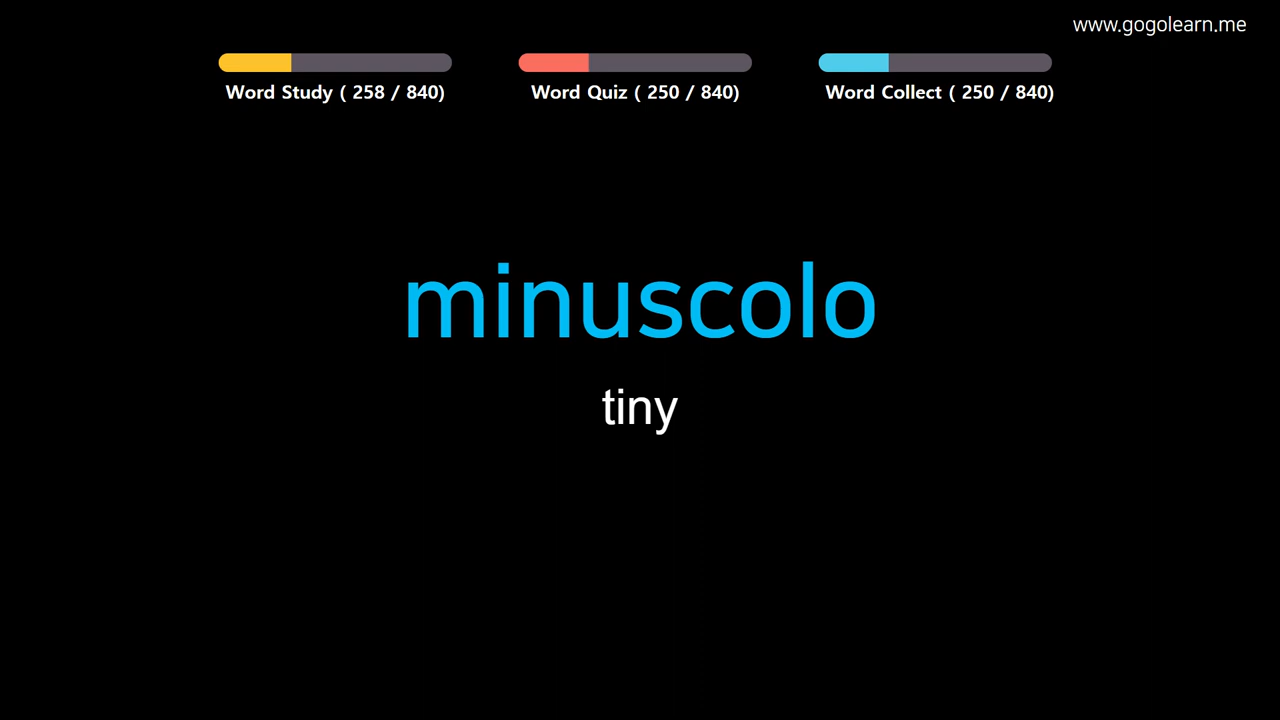 www.gogolearn.me
Word Study ( 258 / 840)
Word Quiz ( 250 / 840)
Word Collect ( 250 / 840)
minuscolo
tiny